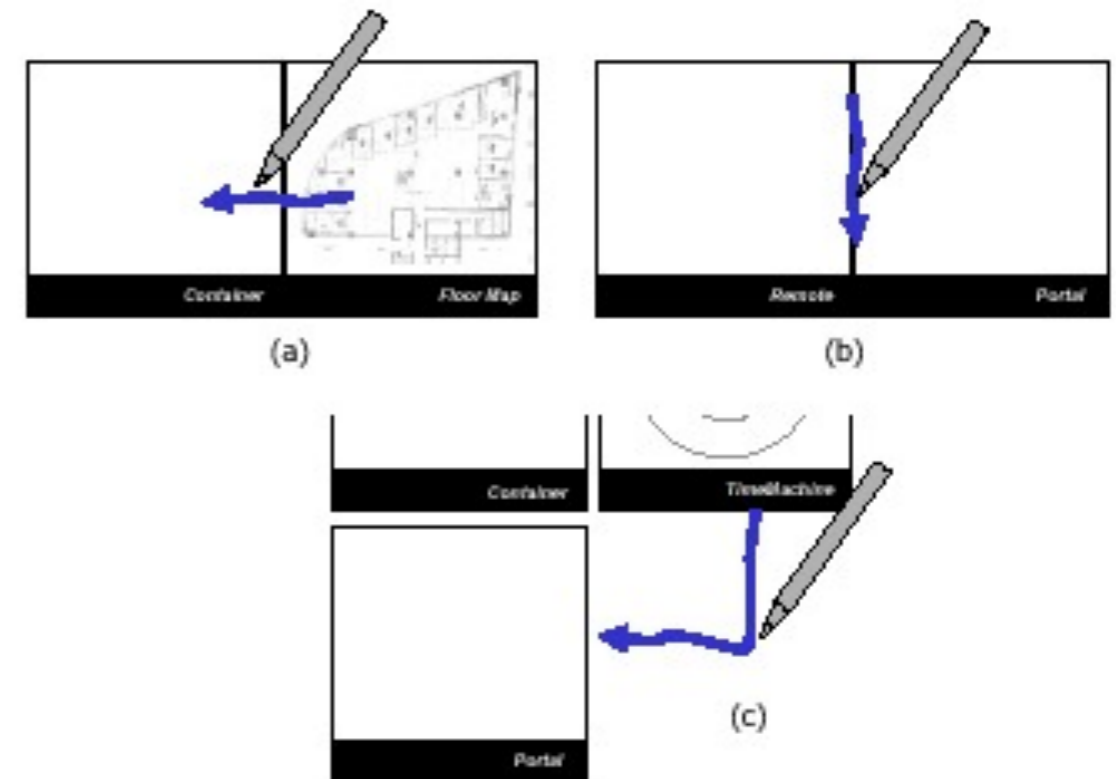 Container Floor Map
Remote Portal
(a)
(b)
Container TimeMachine
(c)
Portal